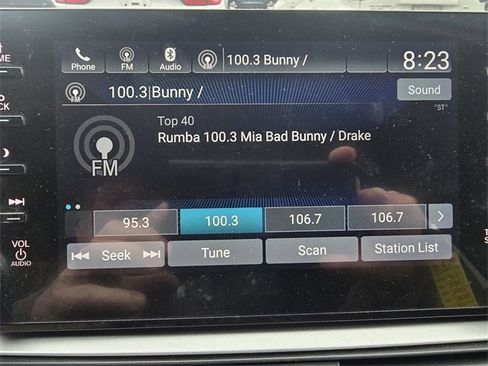 Phone
FM
Audio
FM
100.3 Bunny /
8:23
FM
100.3|Bunny /
Sound
"ST"
Top 40
Rumba 100.3 Mia Bad Bunny / Drake
FM
95.3
100.3
106.7
106.7
Seek
Tune
Scan
Station List
VOL
AUDIO